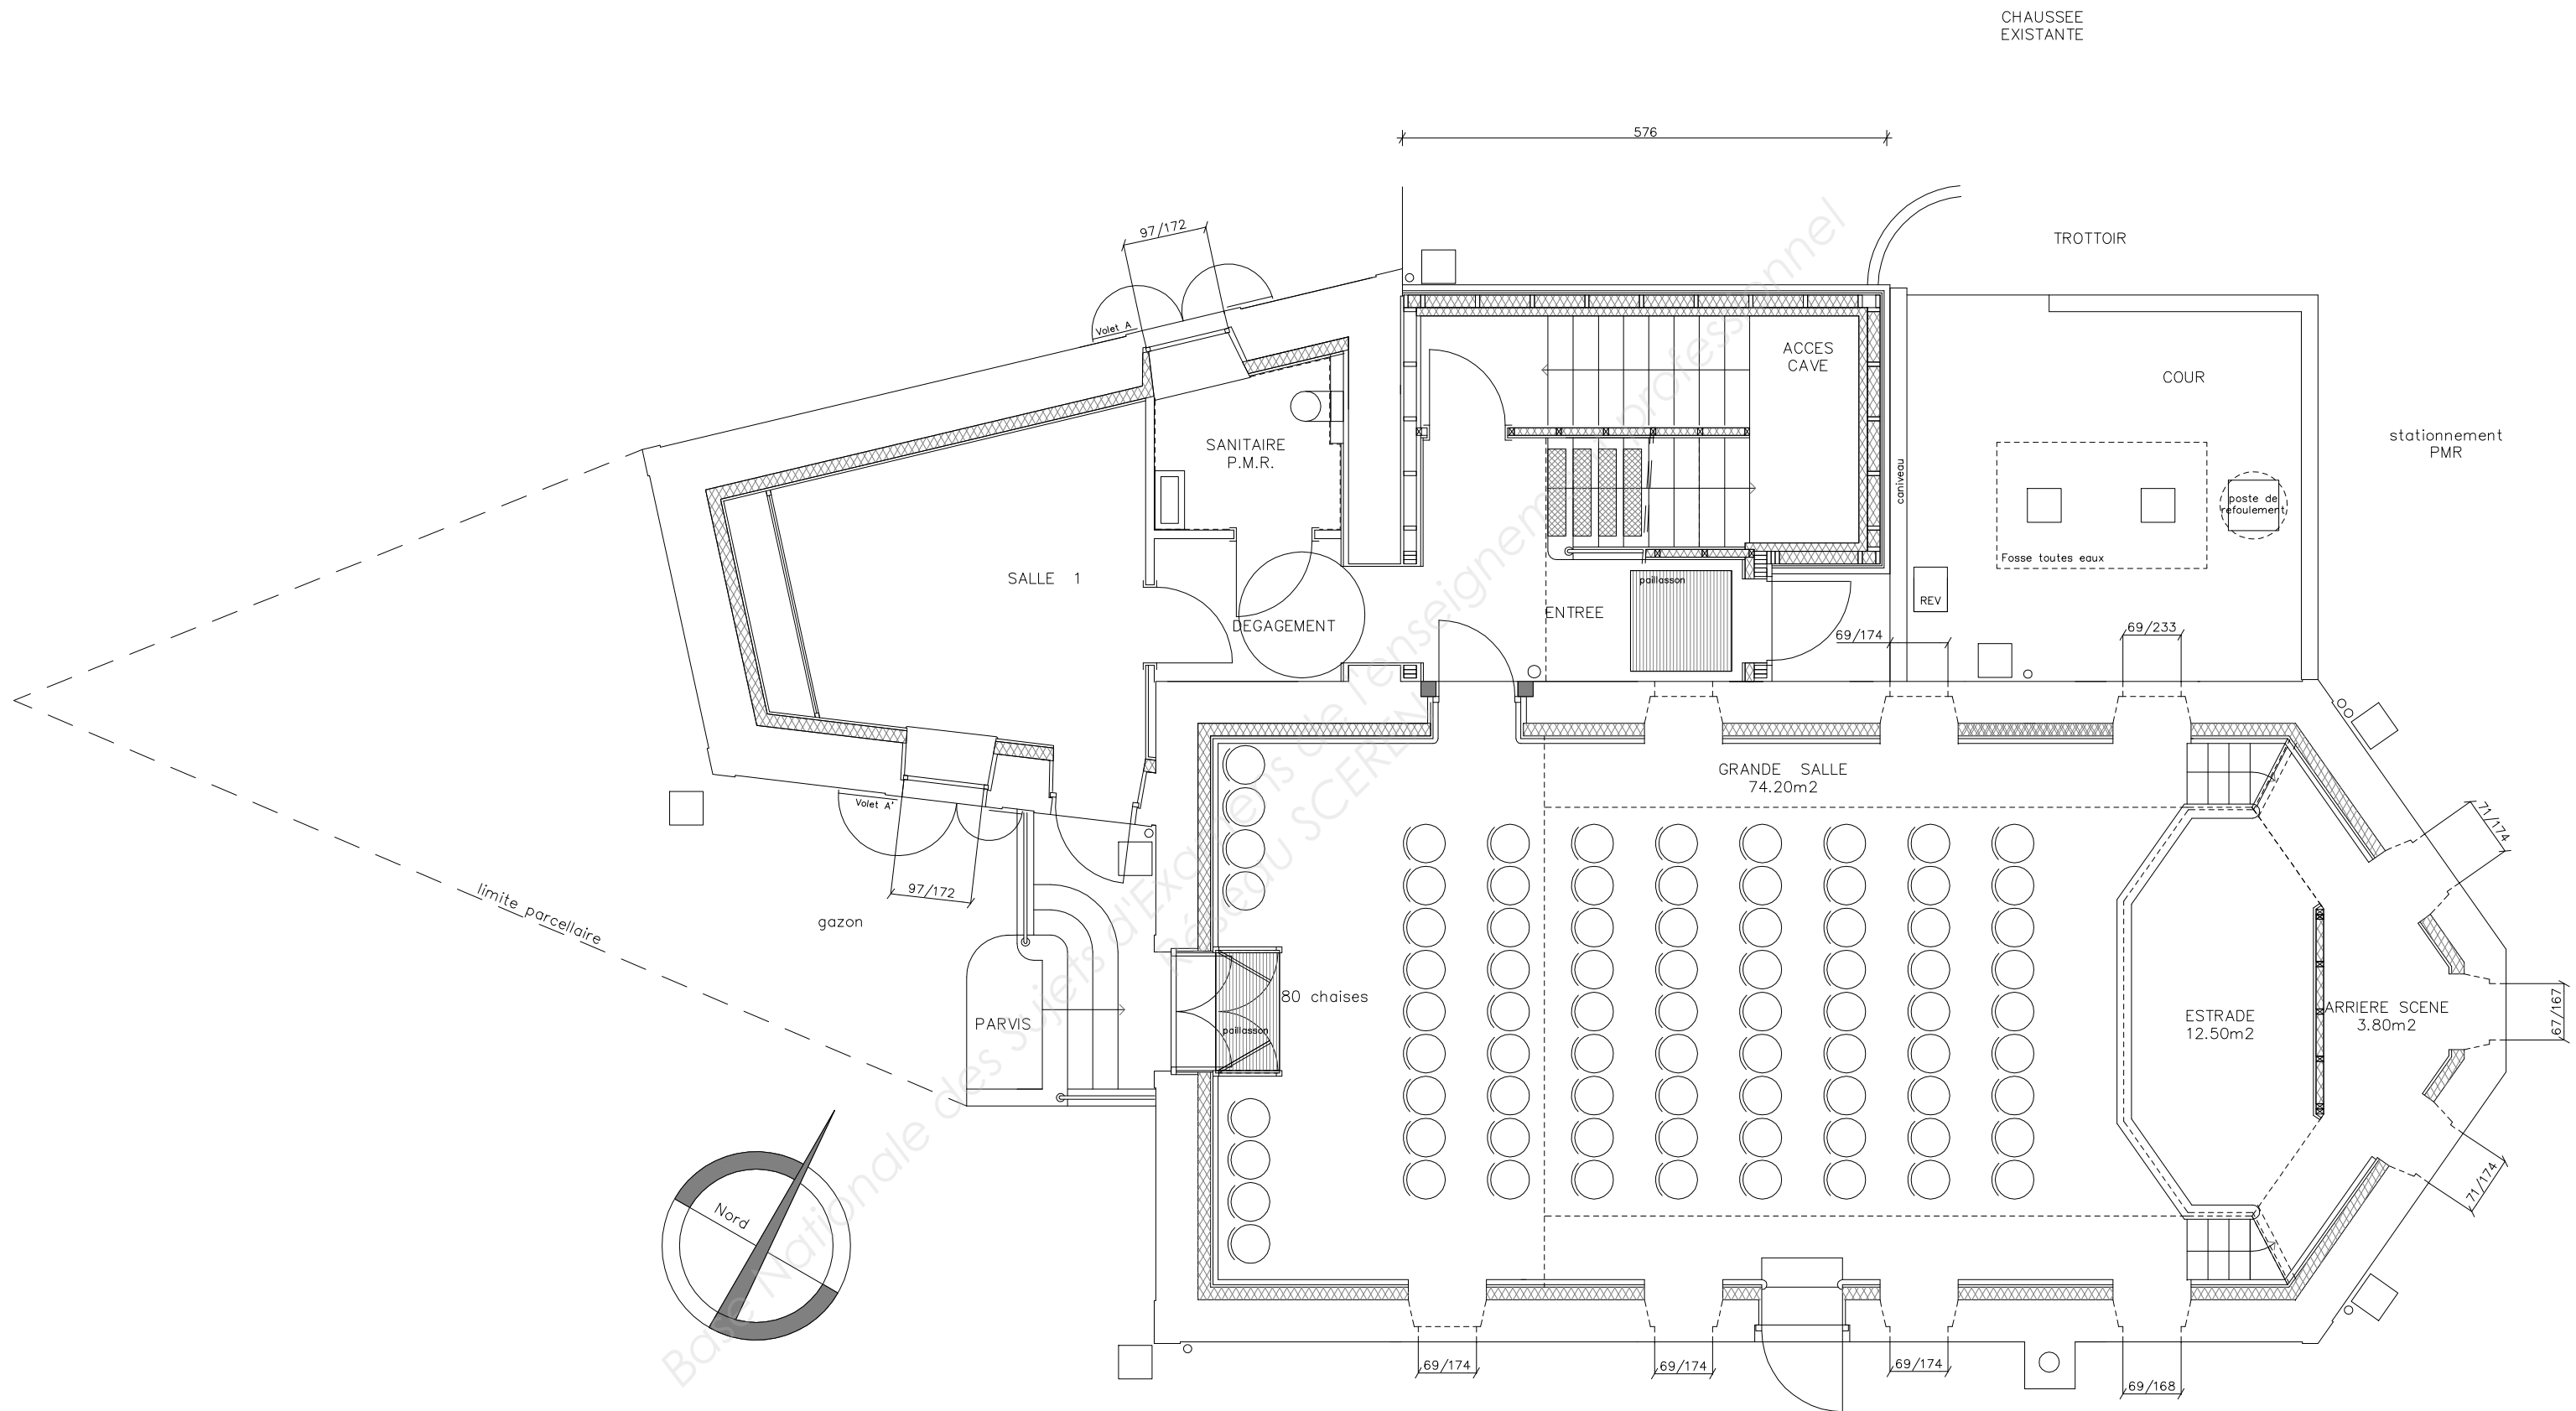 CHAUSSEE
EXISTANTE
576
TROTTOIR
97/172
Volet A
ACCES
CAVE
COUR
SANITAIRE
P.M.R.
stationnement
PMR
caniveau
poste de
refoulement
Fosse toutes eaux
SALLE 1
paillasson
REV
ENTREE
DEGAGEMENT
69/174
69/233
GRANDE SALLE
74.20m2
Volet A'
71/174
97/172
limite parcellaire
gazon
80 chaises
PARVIS
paillasson
ESTRADE
12.50m2
ARRIERE SCENE
3.80m2
67/167
71/174
Nord
69/174
69/174
69/174
69/168
Base Nationale des Sujets d'Examens de l'enseignement professionnel
Réseau SCEREN